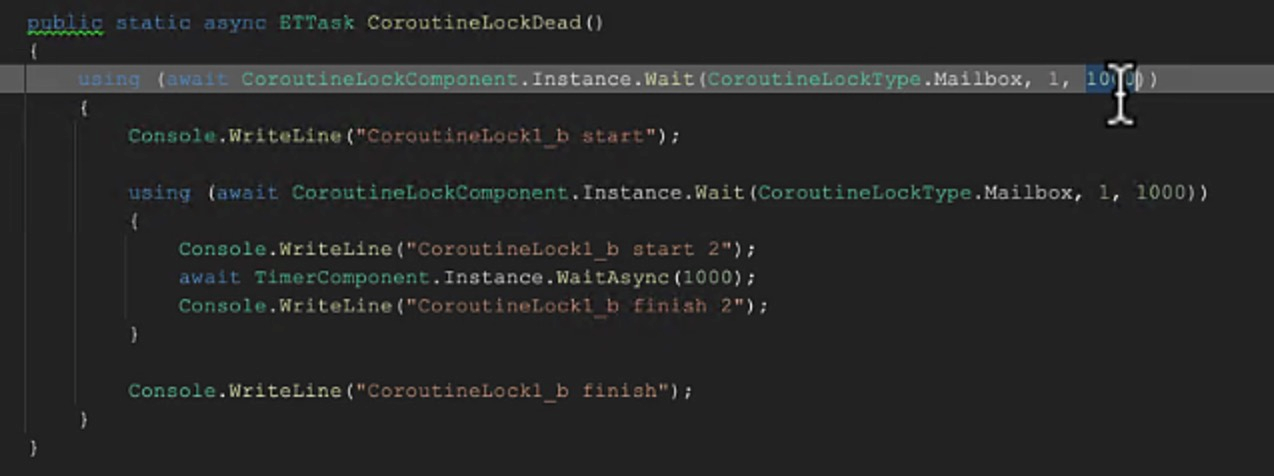 public static async ETTask CoroutineLockDead()
{
using (await CoroutineLockComponent.Instance.Wait(CoroutineLockType.Mailbox, 1, 1000))
{
Console.WriteLine("CoroutineLock1_b start");
using (await CoroutineLockComponent.Instance.Wait(CoroutineLockType.Mailbox, 1, 1000))
{
Console.WriteLine("CoroutineLock1_b start 2");
await TimerComponent.Instance.WaitAsync(1000);
Console.WriteLine("CoroutineLock1_b finish 2");
}
Console.WriteLine("CoroutineLock1_b finish");
}
}